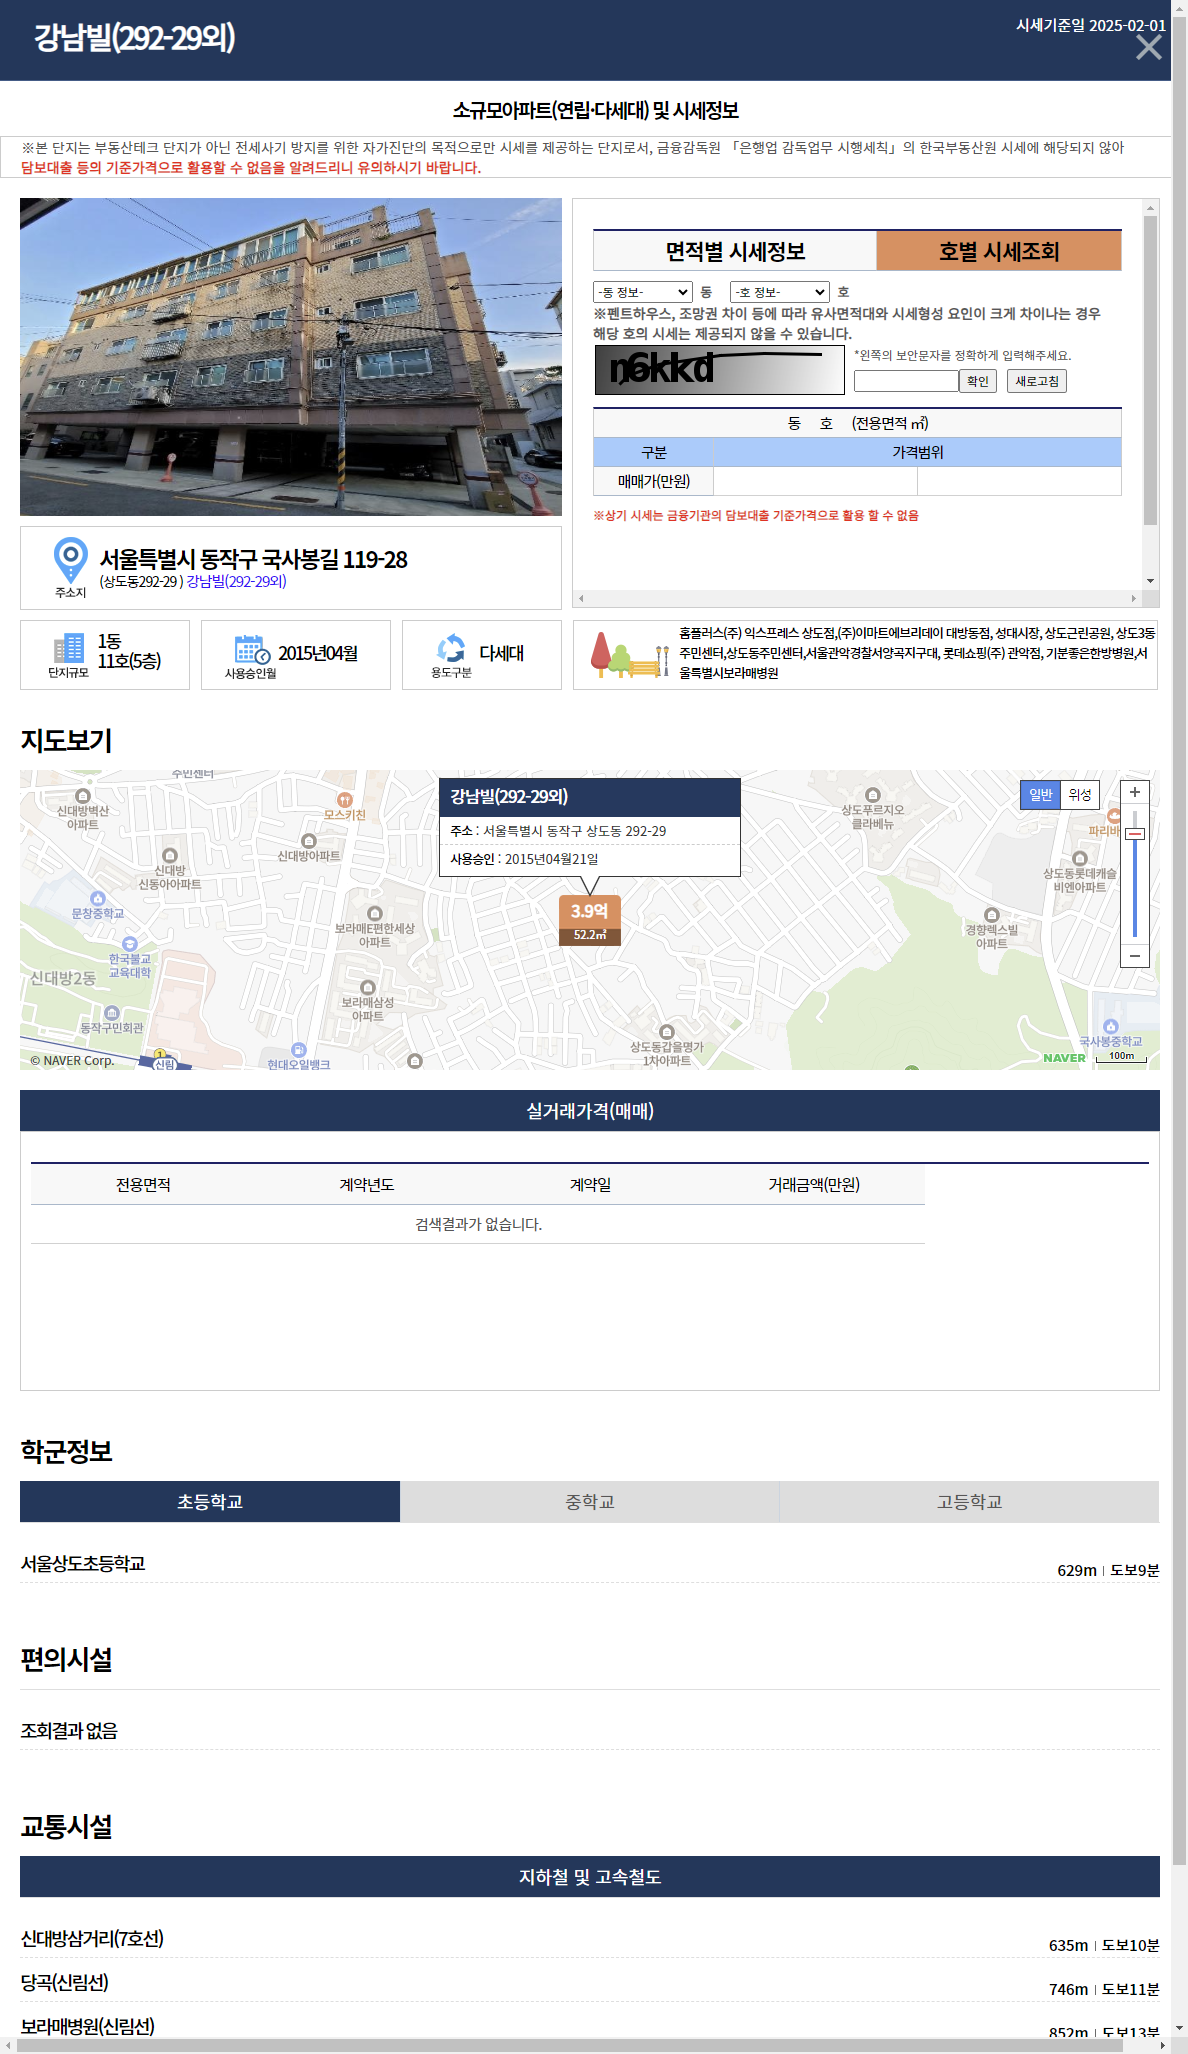 강남빌(292-29외)
시세기준일 2025-02-01
소규모아파트(연립·다세대) 및 시세정보
※본 단지는 부동산테크 단지가 아닌 전세사기 방지를 위한 자가진단의 목적으로만 시세를 제공하는 단지로서, 금융감독원 「은행업 감독업무 시행세칙」의 한국부동산원 시세에 해당되지 않아
담보대출 등의 기준가격으로 활용할 수 없음을 알려드리니 유의하시기 바랍니다.
면적별 시세정보 호별 시세조회
-동 정보- 동 -호 정보- 호
※펜트하우스, 조망권 차이 등에 따라 유사면적대와 시세형성 요인이 크게 차이나는 경우
해당 호의 시세는 제공되지 않을 수 있습니다.
n6kkd
*왼쪽의 보안문자를 정확하게 입력해주세요.
확인 새로고침
동 호 (전용면적 ㎡)
구분 가격범위
매매가(만원)
※상기 시세는 금융기관의 담보대출 기준가격으로 활용 할 수 없음
주소지
서울특별시 동작구 국사봉길 119-28
(상도동292-29 ) 강남빌(292-29외)
단지규모
1동
11호(5층)
사용승인월
2015년04월
용도구분
다세대
홈플러스(주) 익스프레스 상도점,(주)이마트에브리데이 대방동점, 성대시장, 상도근린공원, 상도3동
주민센터,상도동주민센터,서울관악경찰서양곡지구대, 롯데쇼핑(주) 관악점, 기분좋은한방병원,서
울특별시보라매병원
지도보기
주민센터
신대방벽산
아파트
모스키친
신대방아파트
신대방
신동아아파트
문창중학교
한국불교
교육대학
신대방2동
동작구민회관
보라매E편한세상
아파트
보라매삼성
아파트
현대오일뱅크
1
신림
© NAVER Corp.
강남빌(292-29외)
주소 : 서울특별시 동작구 상도동 292-29
사용승인 : 2015년04월21일
3.9억
52.2㎡
상도푸르지오
클라베뉴
일반 위성
파리바
상도동롯데캐슬
비엔아파트
경향렉스빌
아파트
상도동갑을명가
1차아파트
국사봉중학교
NAVER
100m
실거래가격(매매)
전용면적 계약년도 계약일 거래금액(만원)
검색결과가 없습니다.
학군정보
초등학교 중학교 고등학교
서울상도초등학교
629m 도보9분
편의시설
조회결과 없음
교통시설
지하철 및 고속철도
신대방삼거리(7호선)
635m 도보10분
당곡(신림선)
746m 도보11분
보라매병원(신림선)
852m 도보13분